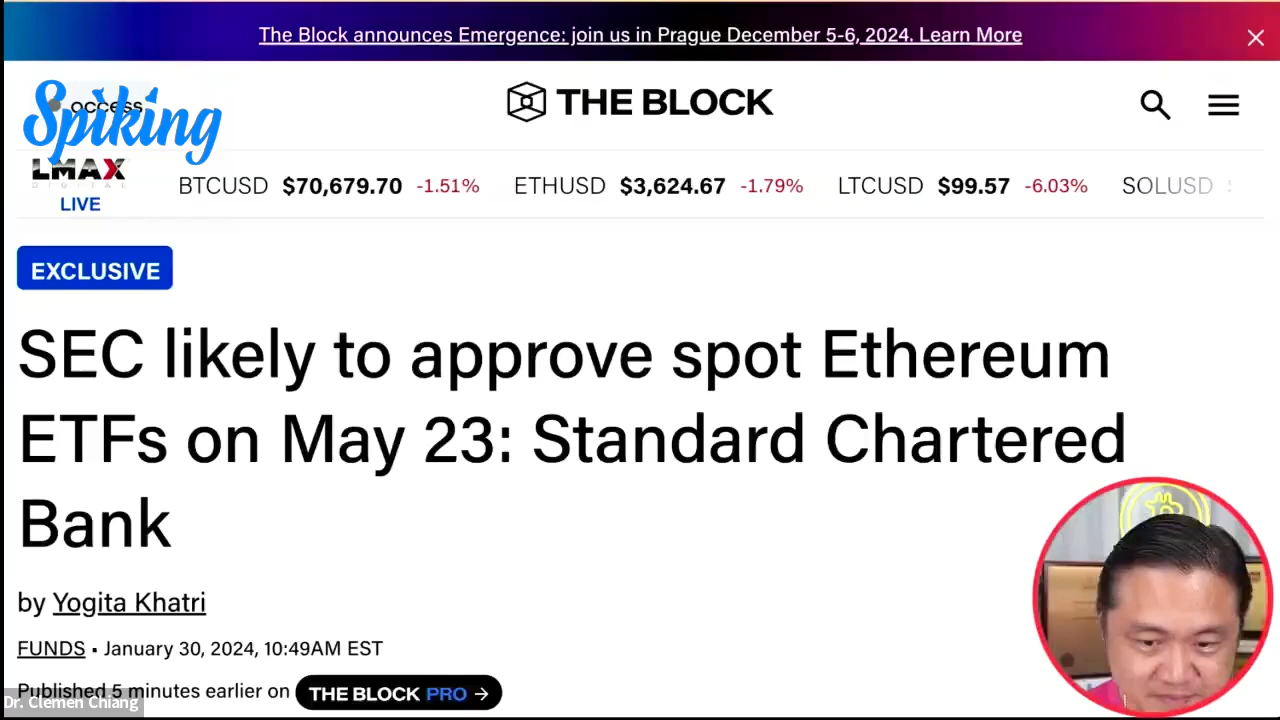 The Block announces Emergence: join us in Prague December 5-6, 2024. Learn More
Spiking
access
THE BLOCK
LMAX
DIGITAL
LIVE
BTCUSD $70,679.70 -1.51% ETHUSD $3,624.67 -1.79% LTCUSD $99.57 -6.03% SOLUSD
EXCLUSIVE
SEC likely to approve spot Ethereum
ETFs on May 23: Standard Chartered
Bank
by Yogita Khatri
FUNDS • January 30, 2024, 10:49AM EST
Published 5 minutes earlier on THE BLOCK PRO →
Dr. Clemen Chiang